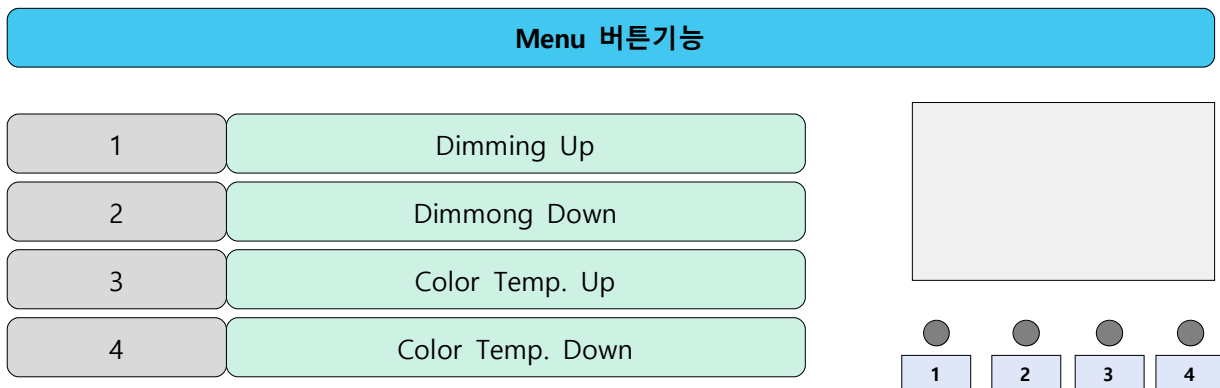 Menu 버튼기능
1 Dimming Up
2 Dimmong Down
3 Color Temp. Up
4 Color Temp. Down
1 2 3 4